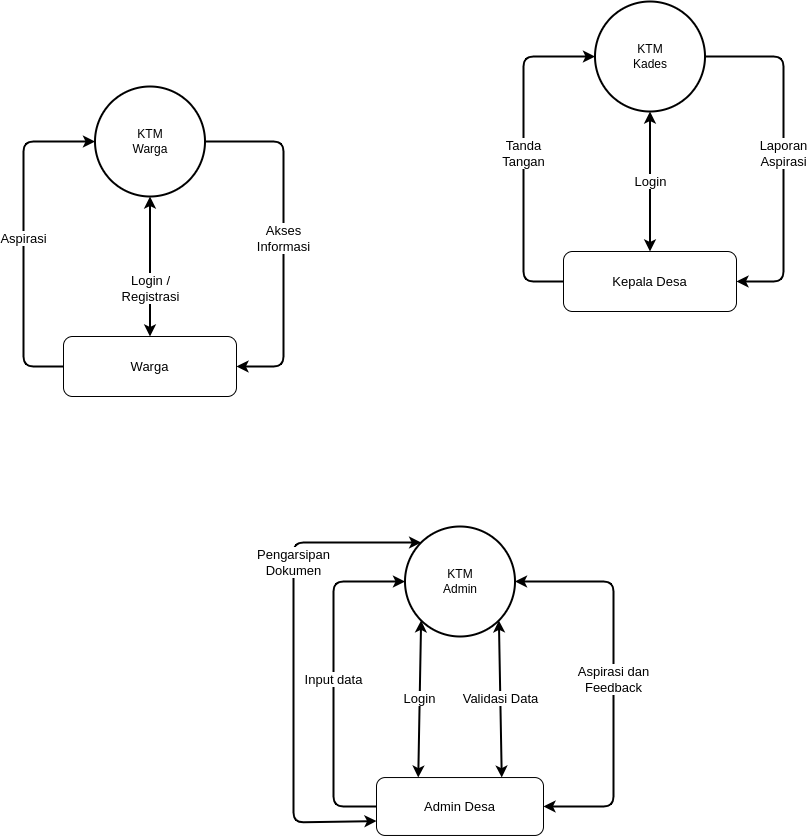 KTM
Warga
Aspirasi
Akses
Informasi
Login /
Registrasi
Warga
KTM
Kades
Tanda
Tangan
Laporan
Aspirasi
Login
Kepala Desa
KTM
Admin
Pengarsipan
Dokumen
Input data
Login
Validasi Data
Aspirasi dan
Feedback
Admin Desa